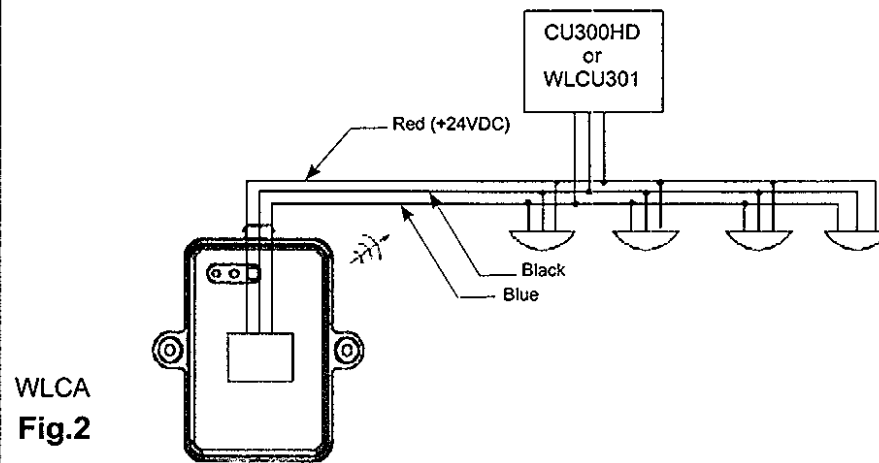 CU300HD
or
WLCU301
Red (+24VDC)
Black
Blue
WLCA
Fig.2